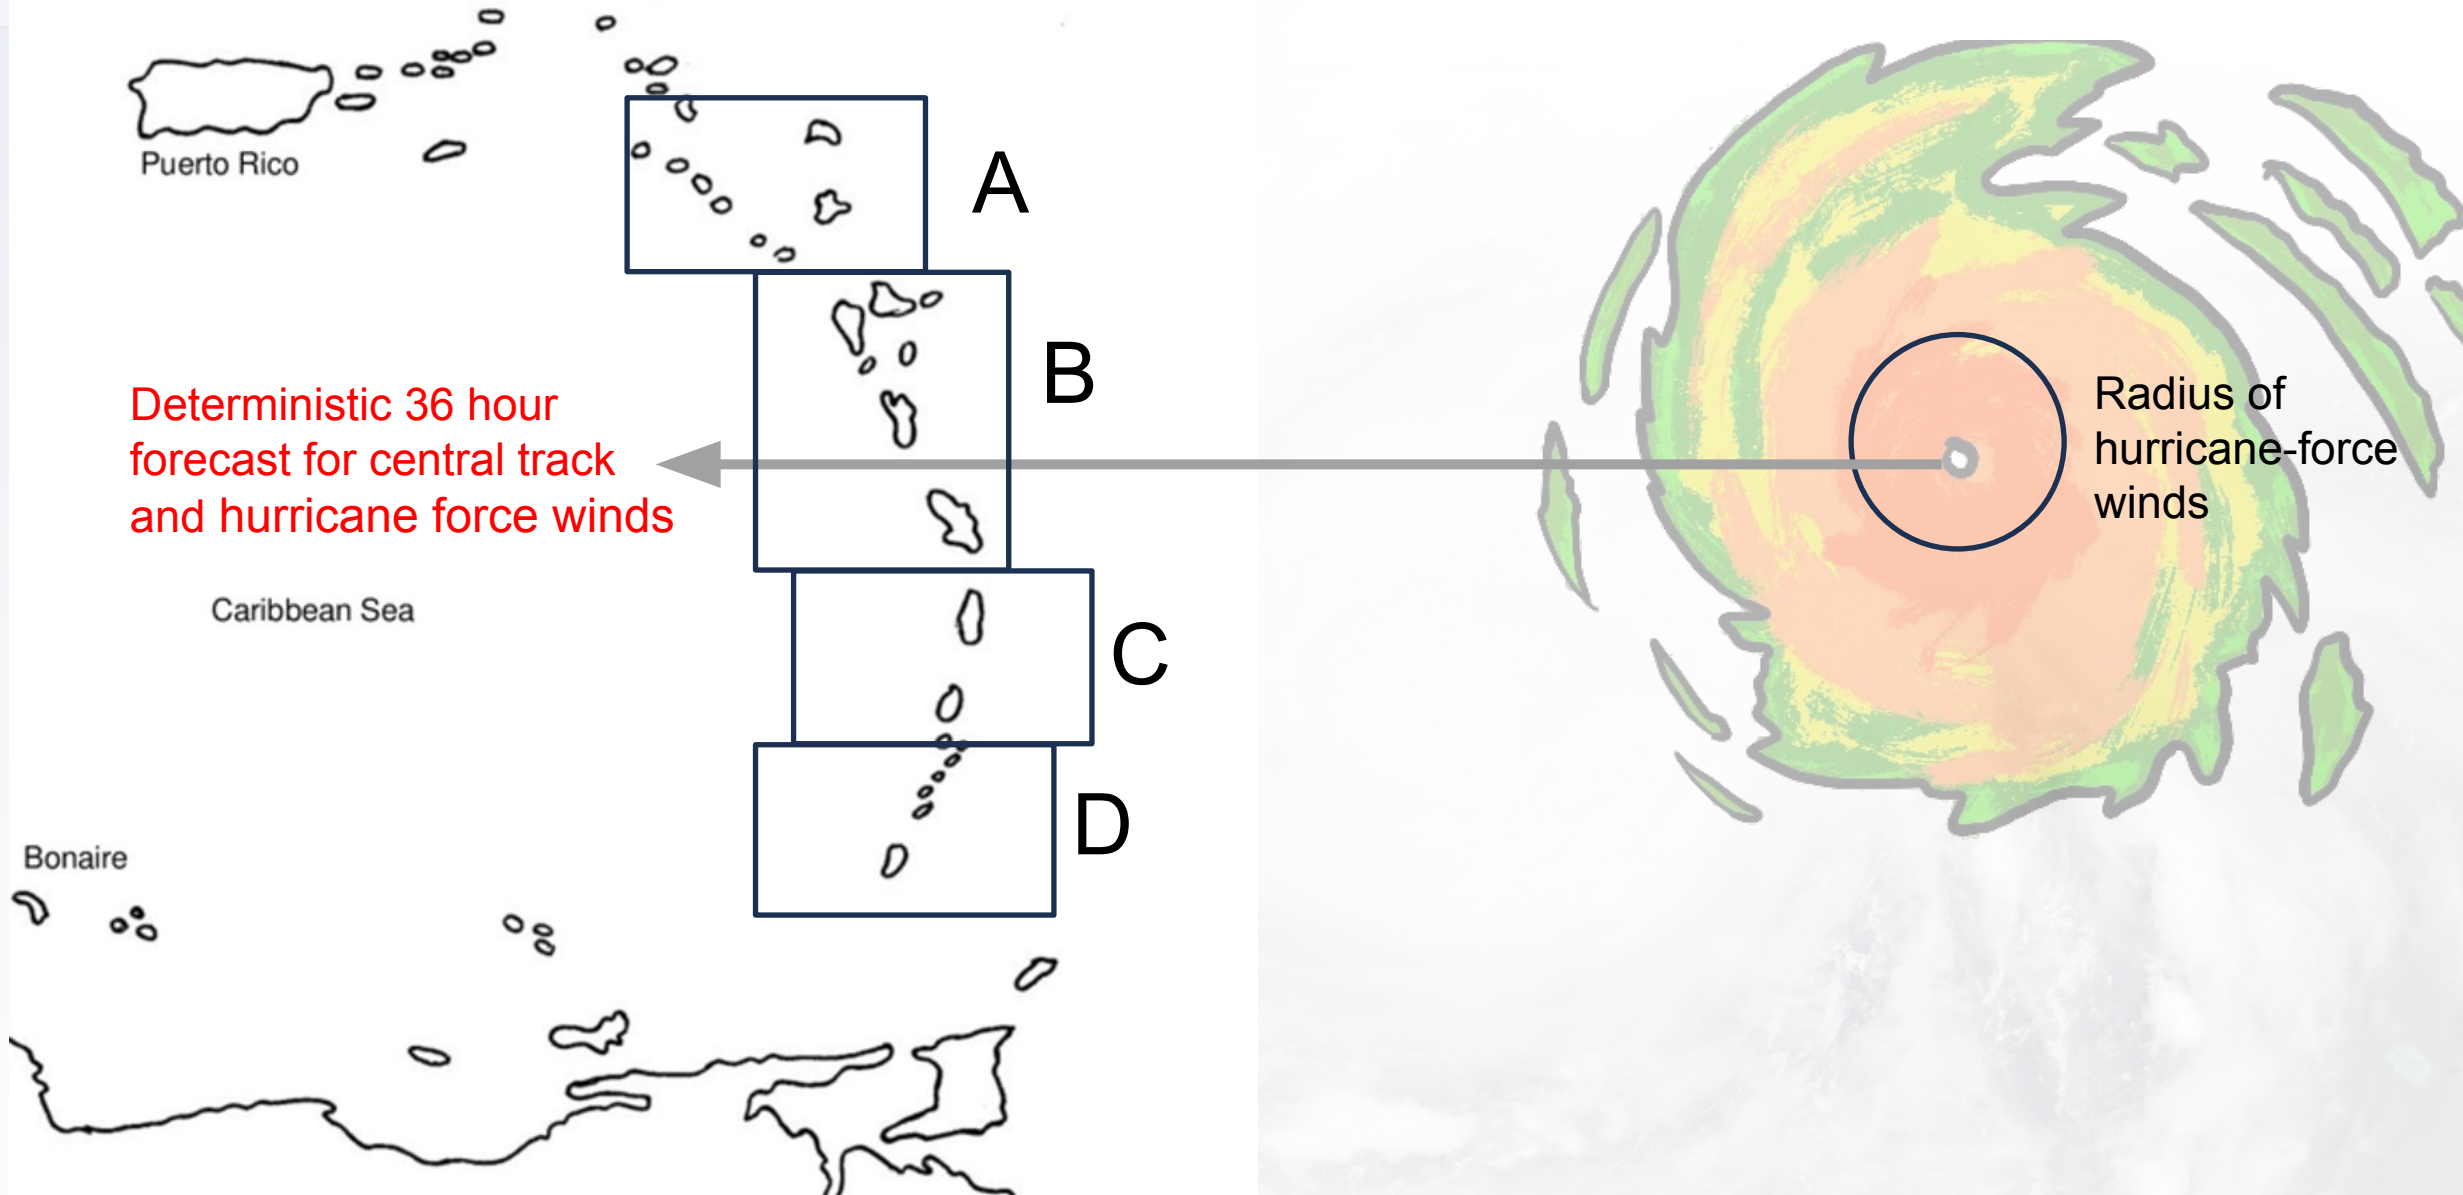 Puerto Rico
A
B
Deterministic 36 hour
forecast for central track
and hurricane force winds
Radius of
hurricane-force
winds
Caribbean Sea
C
D
Bonaire